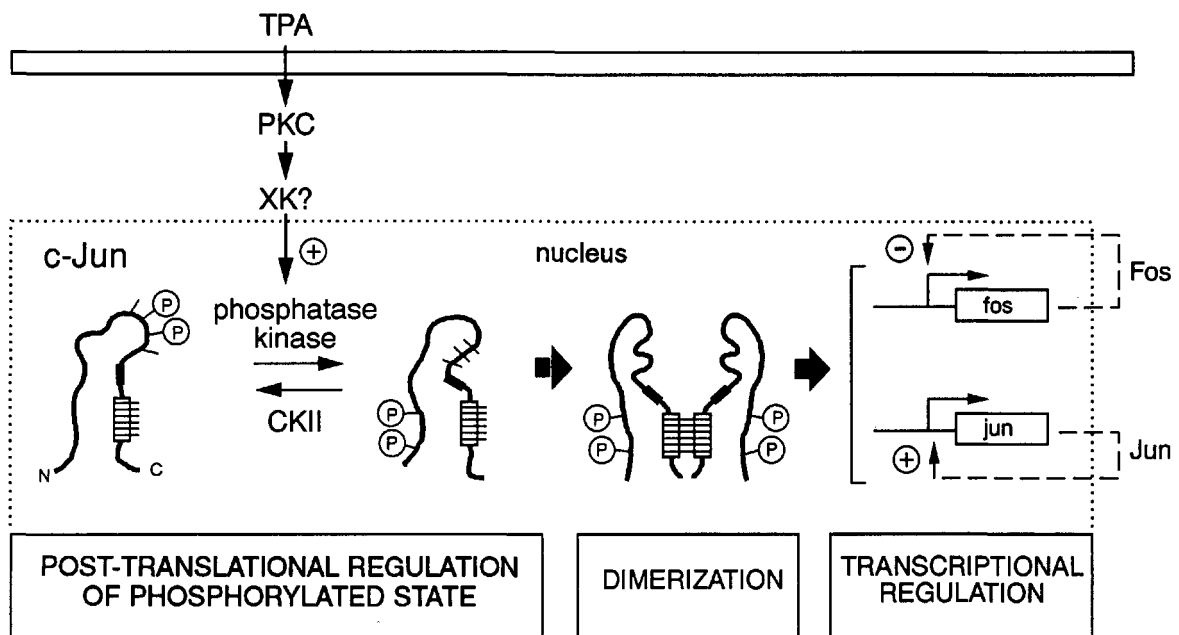 TPA
PKC
XK?
c-Jun
+
nucleus
P
P
N
C
phosphatase
kinase
CKII
P
P
P
P
P
P
−
fos
Fos
jun
+
Jun
POST-TRANSLATIONAL REGULATION
OF PHOSPHORYLATED STATE
DIMERIZATION
TRANSCRIPTIONAL
REGULATION